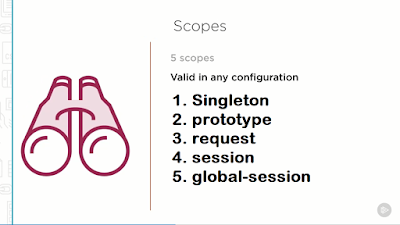 Scopes
5 scopes
Valid in any configuration
1. Singleton
2. prototype
3. request
4. session
5. global-session